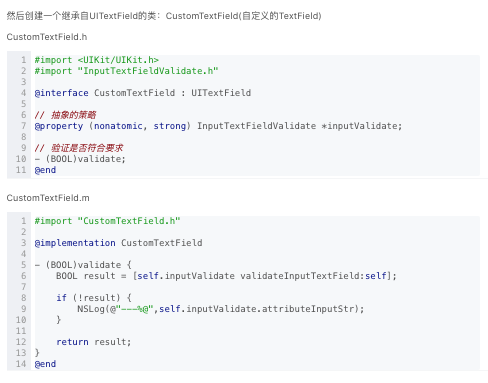 然后创建一个继承自UITextField的类：CustomTextField(自定义的TextField)
CustomTextField.h
1 #import <UIKit/UIKit.h>
2 #import "InputTextFieldValidate.h"
3
4 @interface CustomTextField : UITextField
5
6 // 抽象的策略
7 @property (nonatomic, strong) InputTextFieldValidate *inputValidate;
8
9 // 验证是否符合要求
10 - (BOOL)validate;
11 @end
CustomTextField.m
1 #import "CustomTextField.h"
2
3 @implementation CustomTextField
4
5 - (BOOL)validate {
6     BOOL result = [self.inputValidate validateInputTextField:self];
7
8     if (!result) {
9         NSLog(@"---%@",self.inputValidate.attributeInputStr);
10     }
11
12     return result;
13 }
14 @end